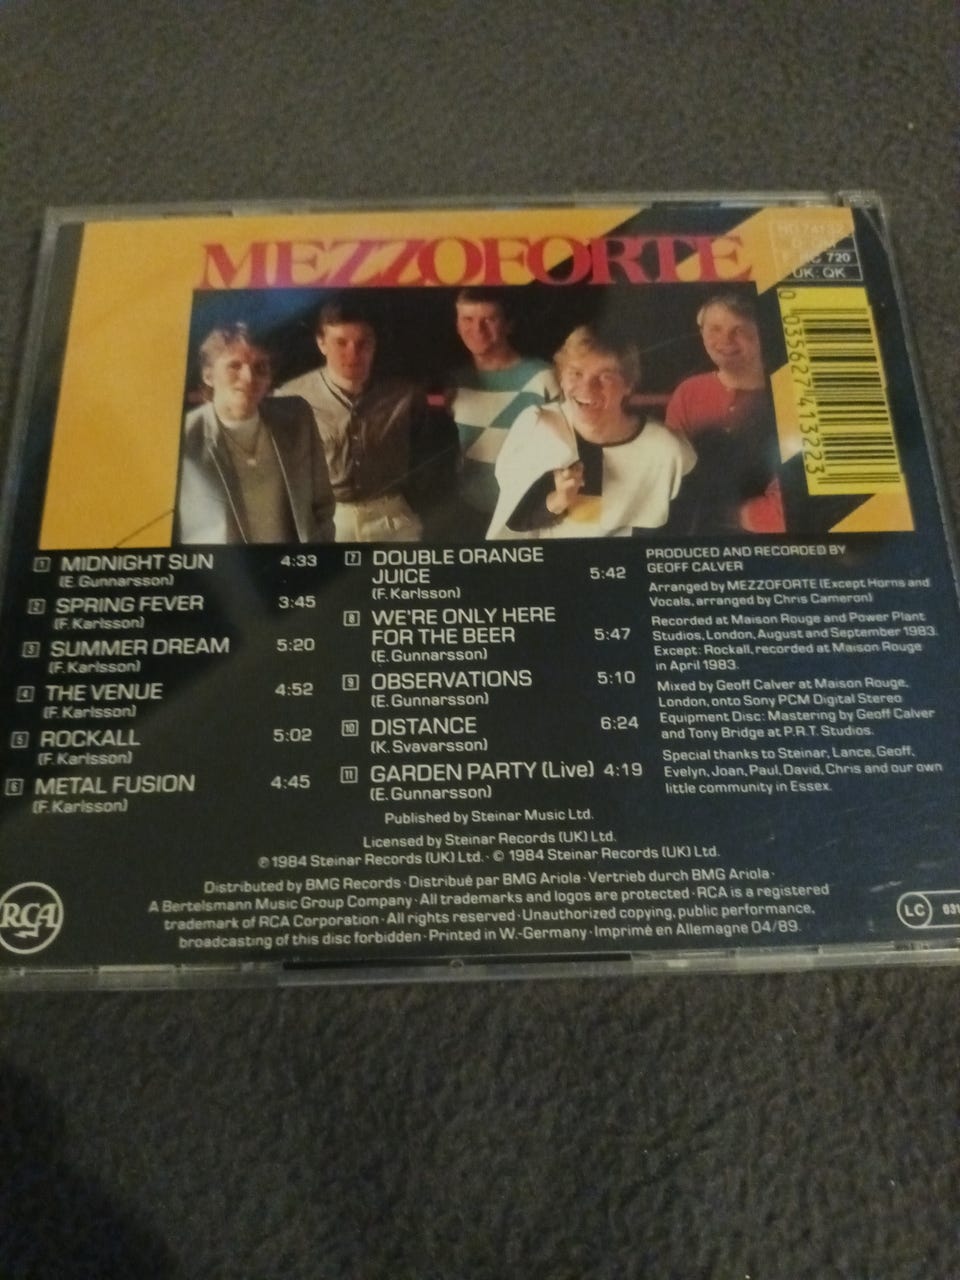 MEZZOFORTE
720
UK: QK
0 035627 413223
1 MIDNIGHT SUN 4:33
(E. Gunnarsson)
2 SPRING FEVER 3:45
(F. Karlsson)
3 SUMMER DREAM 5:20
(F. Karlsson)
4 THE VENUE 4:52
(F. Karlsson)
5 ROCKALL 5:02
(F. Karlsson)
6 METAL FUSION 4:45
(F. Karlsson)
7 DOUBLE ORANGE
JUICE 5:42
(F. Karlsson)
8 WE'RE ONLY HERE
FOR THE BEER 5:47
(E. Gunnarsson)
9 OBSERVATIONS 5:10
(E. Gunnarsson)
10 DISTANCE 6:24
(K. Svavarsson)
11 GARDEN PARTY (Live) 4:19
(E. Gunnarsson)
PRODUCED AND RECORDED BY
GEOFF CALVER
Arranged by MEZZOFORTE (Except Horns and
Vocals, arranged by Chris Cameron)
Recorded at Maison Rouge and Power Plant
Studios, London, August and September 1983.
Except: Rockall, recorded at Maison Rouge
in April 1983.
Mixed by Geoff Calver at Maison Rouge,
London, onto Sony PCM Digital Stereo
Equipment Disc: Mastering by Geoff Calver
and Tony Bridge at P.R.T. Studios.
Special thanks to Steinar, Lance, Geoff,
Evelyn, Joan, Paul, David, Chris and our own
little community in Essex.
Published by Steinar Music Ltd.
Licensed by Steinar Records (UK) Ltd.
℗ 1984 Steinar Records (UK) Ltd. · © 1984 Steinar Records (UK) Ltd.
Distributed by BMG Records · Distribué par BMG Ariola · Vertrieb durch BMG Ariola ·
A Bertelsmann Music Group Company · All trademarks and logos are protected · RCA is a registered
trademark of RCA Corporation · All rights reserved · Unauthorized copying, public performance,
broadcasting of this disc forbidden · Printed in W.-Germany · Imprimé en Allemagne 04/89.
RCA
LC